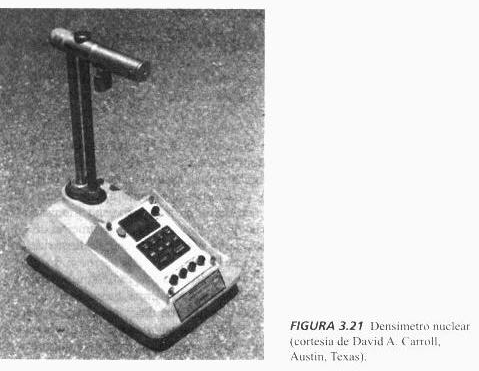 FIGURA 3.21 Densímetro nuclear
(cortesía de David A. Carroll,
Austin, Texas).